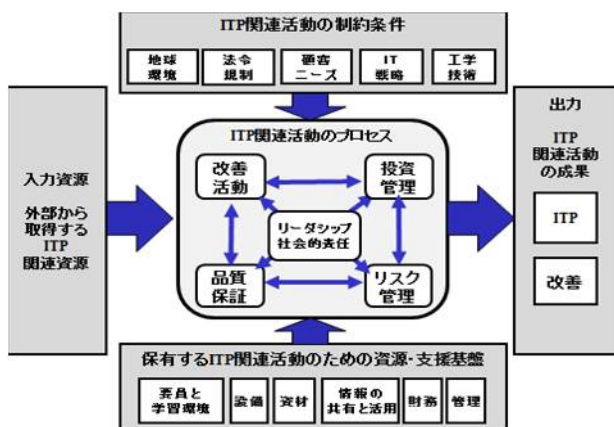 ITP関連活動の制約条件
地球
環境
法令
規制
顧客
ニーズ
IT
戦略
工学
技術
入力資源
外部から
取得する
ITP
関連資源
ITP関連活動のプロセス
改善
活動
投資
管理
リーダシップ
社会的責任
品質
保証
リスク
管理
出力
ITP
関連活動
の成果
ITP
改善
保有するITP関連活動のための資源・支援基盤
要員と
学習環境
設備
資材
情報の
共有と活用
財務
管理